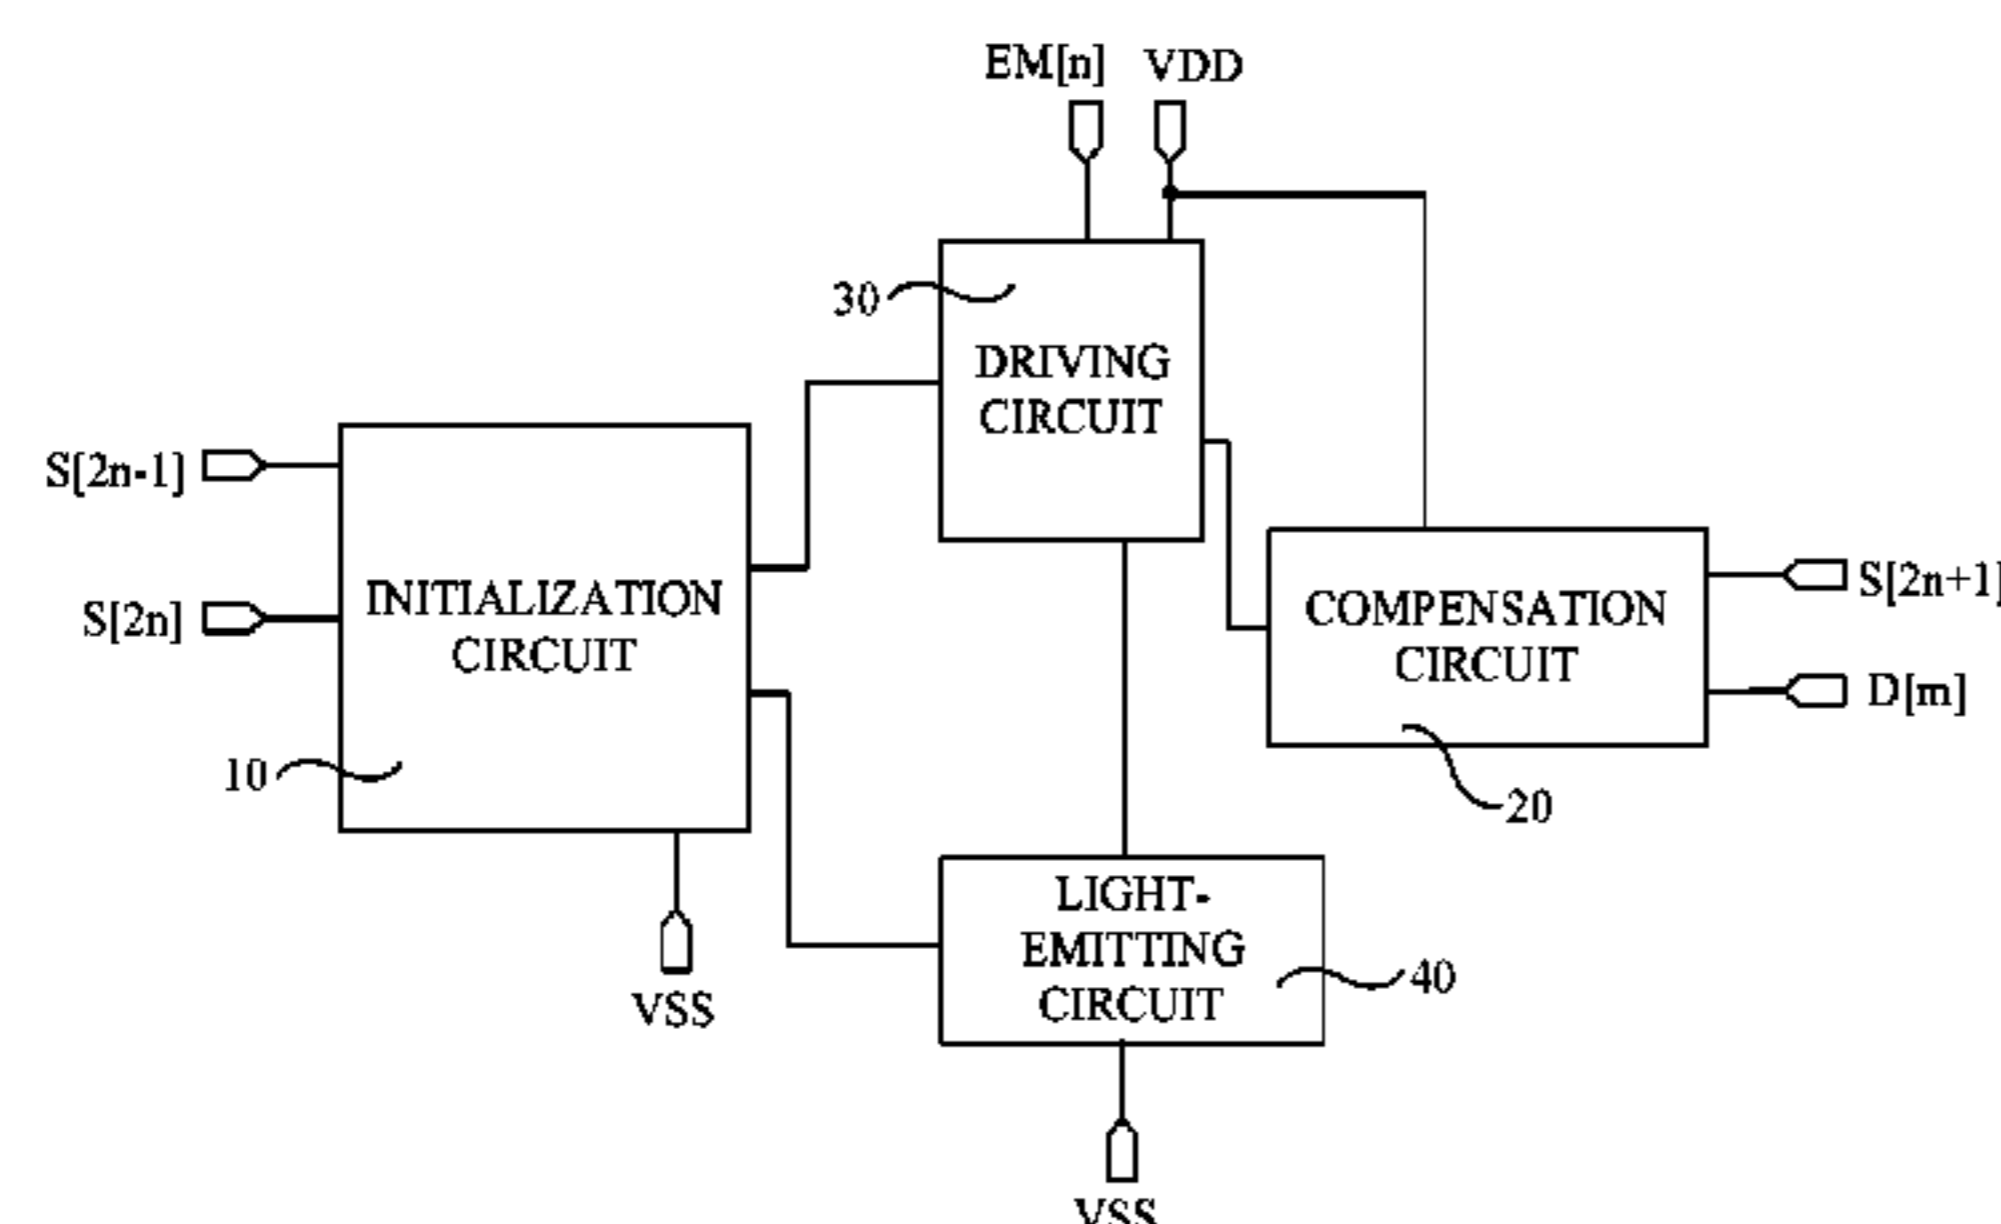 EM[n] VDD
30
DRIVING
CIRCUIT
S[2n-1]
S[2n]
INITIALIZATION
CIRCUIT
10
VSS
S[2n+1]
COMPENSATION
CIRCUIT
D[m]
20
LIGHT-
EMITTING
CIRCUIT
40
VSS